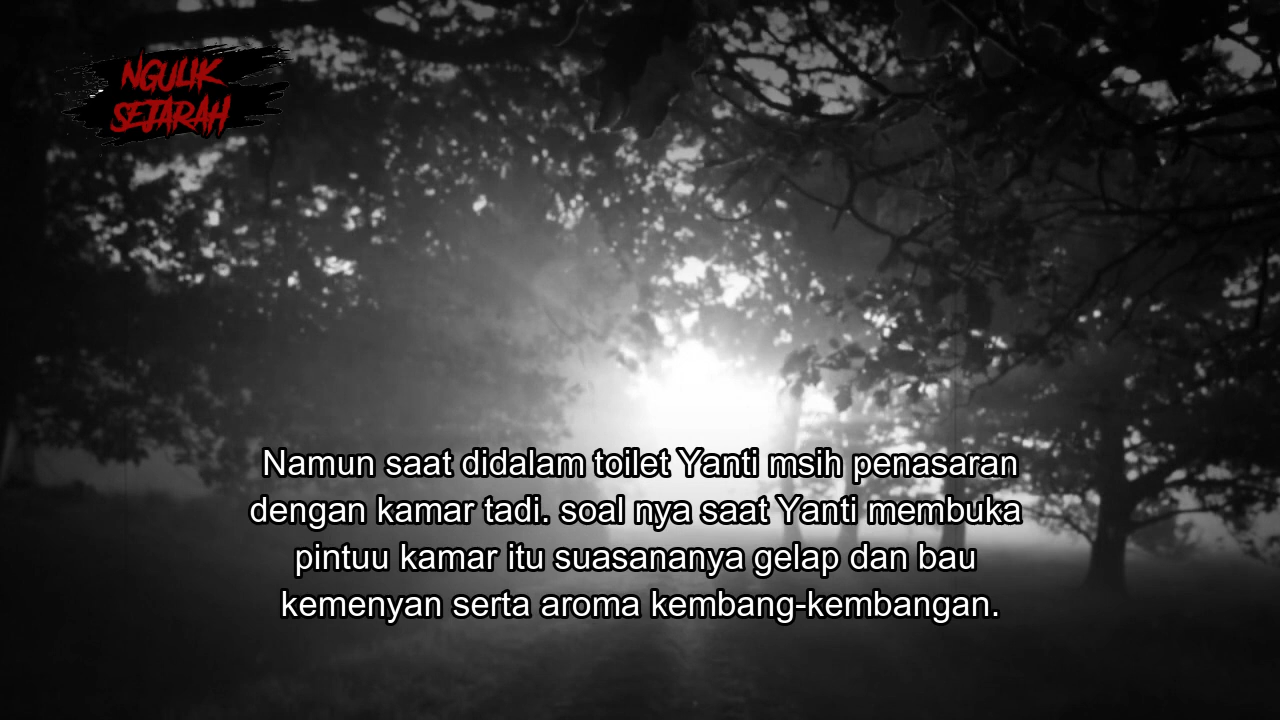 NGULIK
SEJARAH
Namun saat didalam toilet Yanti msih penasaran
dengan kamar tadi. soal nya saat Yanti membuka
pintuu kamar itu suasananya gelap dan bau
kemenyan serta aroma kembang-kembangan.